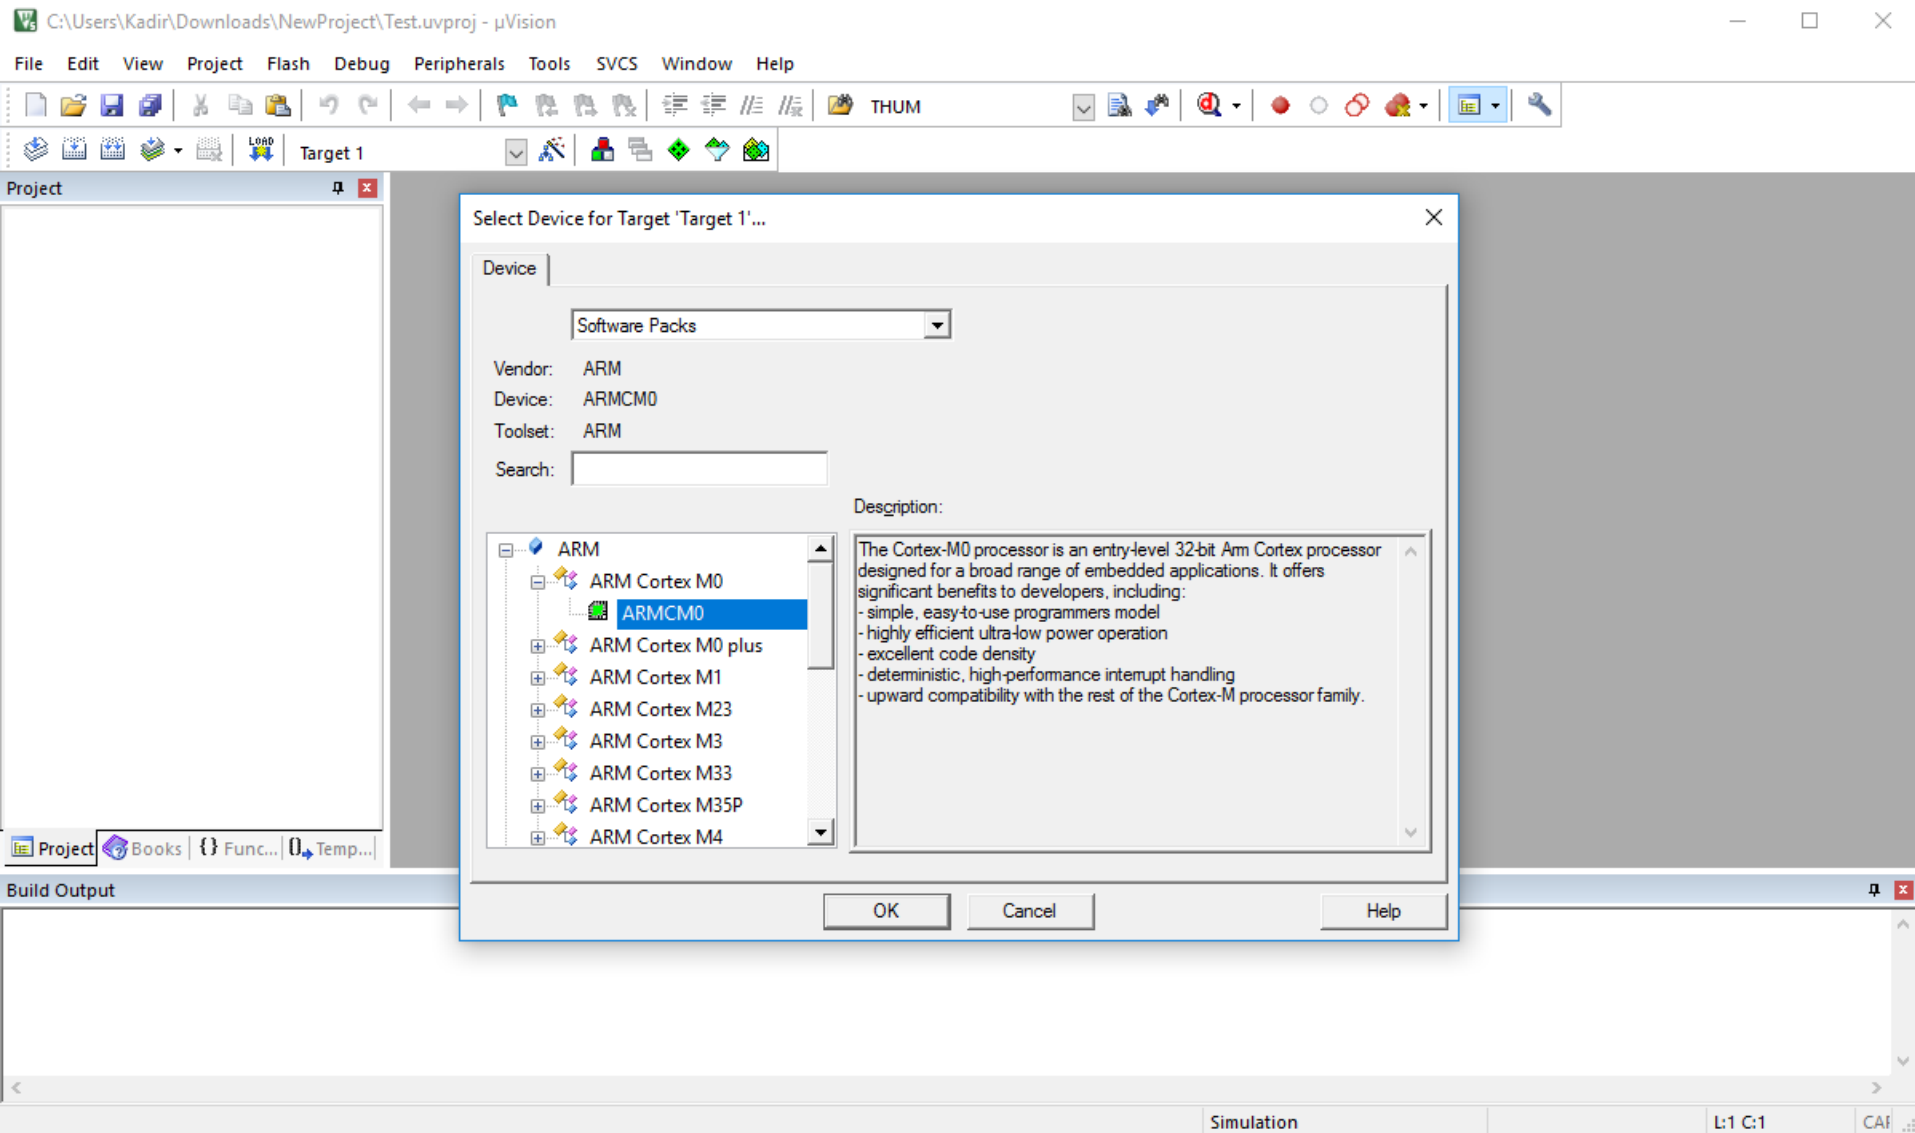 C:\Users\Kadir\Downloads\NewProject\Test.uvproj - µVision
File Edit View Project Flash Debug Peripherals Tools SVCS Window Help
THUM
LOAD Target 1
Project
Select Device for Target 'Target 1'...
Device
Software Packs
Vendor: ARM
Device: ARMCM0
Toolset: ARM
Search:
Description:
ARM
ARM Cortex M0
ARMCM0
ARM Cortex M0 plus
ARM Cortex M1
ARM Cortex M23
ARM Cortex M3
ARM Cortex M33
ARM Cortex M35P
ARM Cortex M4
The Cortex-M0 processor is an entry-level 32-bit Arm Cortex processor
designed for a broad range of embedded applications. It offers
significant benefits to developers, including:
- simple, easy-to-use programmers model
- highly efficient ultra-low power operation
- excellent code density
- deterministic, high-performance interrupt handling
- upward compatibility with the rest of the Cortex-M processor family.
OK Cancel Help
Project Books {} Func... Temp...
Build Output
Simulation L:1 C:1